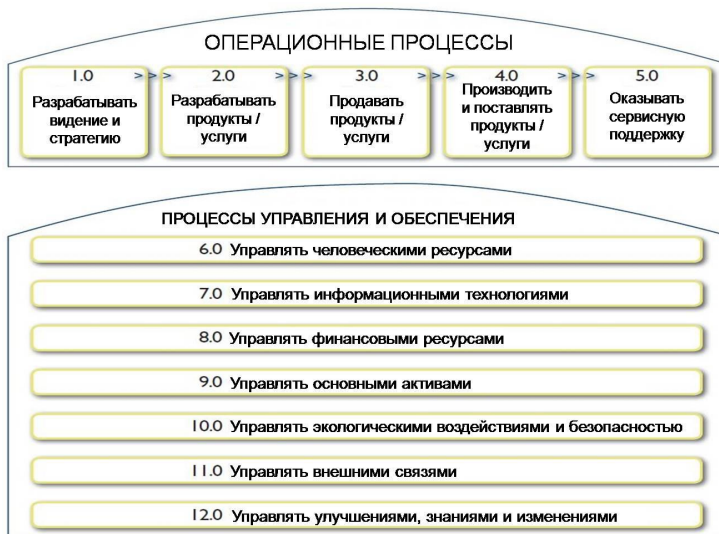 ОПЕРАЦИОННЫЕ ПРОЦЕССЫ
1.0 > > > 2.0 > > > 3.0 > > > 4.0 > > > 5.0
Разрабатывать
видение и
стратегию
Разрабатывать
продукты /
услуги
Продавать
продукты /
услуги
Производить
и поставлять
продукты /
услуги
Оказывать
сервисную
поддержку
ПРОЦЕССЫ УПРАВЛЕНИЯ И ОБЕСПЕЧЕНИЯ
6.0 Управлять человеческими ресурсами
7.0 Управлять информационными технологиями
8.0 Управлять финансовыми ресурсами
9.0 Управлять основными активами
10.0 Управлять экологическими воздействиями и безопасностью
11.0 Управлять внешними связями
12.0 Управлять улучшениями, знаниями и изменениями